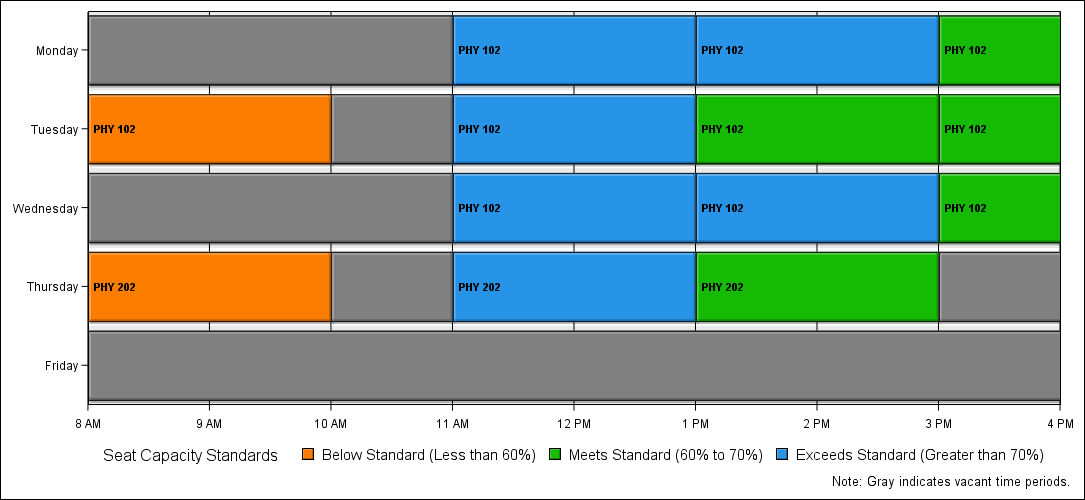 Monday PHY 102 PHY 102 PHY 102
Tuesday PHY 102 PHY 102 PHY 102 PHY 102
Wednesday PHY 102 PHY 102 PHY 102
Thursday PHY 202 PHY 202 PHY 202
Friday
8 AM 9 AM 10 AM 11 AM 12 PM 1 PM 2 PM 3 PM 4 PM
Seat Capacity Standards Below Standard (Less than 60%) Meets Standard (60% to 70%) Exceeds Standard (Greater than 70%)
Note: Gray indicates vacant time periods.